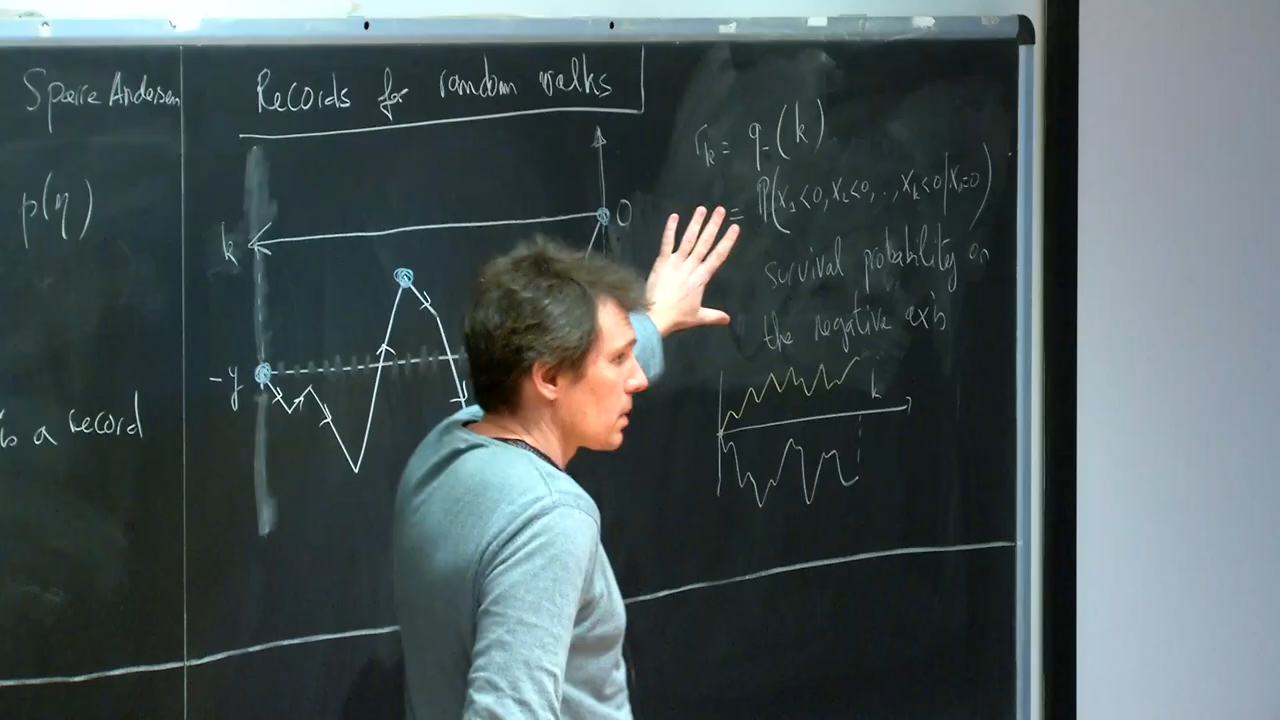 Sparre Andersen
p(η)
is a record
Records for random walks
0
k
-y
r_k = q_-(k)
= P(X_1<0, X_2<0, .., X_k<0 | X_0=0)
survival probability on
the negative axis
k